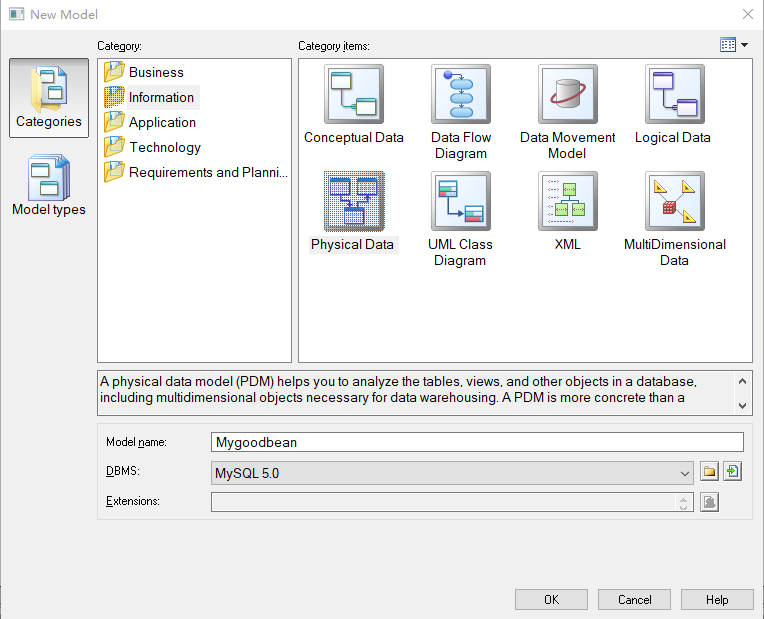 New Model
Category:
Category items:
Categories
Model types
Business
Information
Application
Technology
Requirements and Planni...
Conceptual Data
Data Flow
Diagram
Data Movement
Model
Logical Data
Physical Data
UML Class
Diagram
XML
MultiDimensional
Data
A physical data model (PDM) helps you to analyze the tables, views, and other objects in a database,
including multidimensional objects necessary for data warehousing. A PDM is more concrete than a
Model name:
Mygoodbean
DBMS:
MySQL 5.0
Extensions:
OK
Cancel
Help